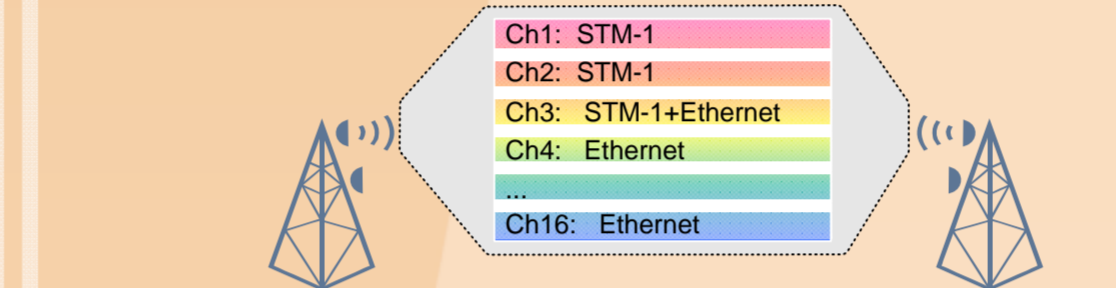 Ch1: STM-1
Ch2: STM-1
Ch3: STM-1+Ethernet
Ch4: Ethernet
...
Ch16: Ethernet